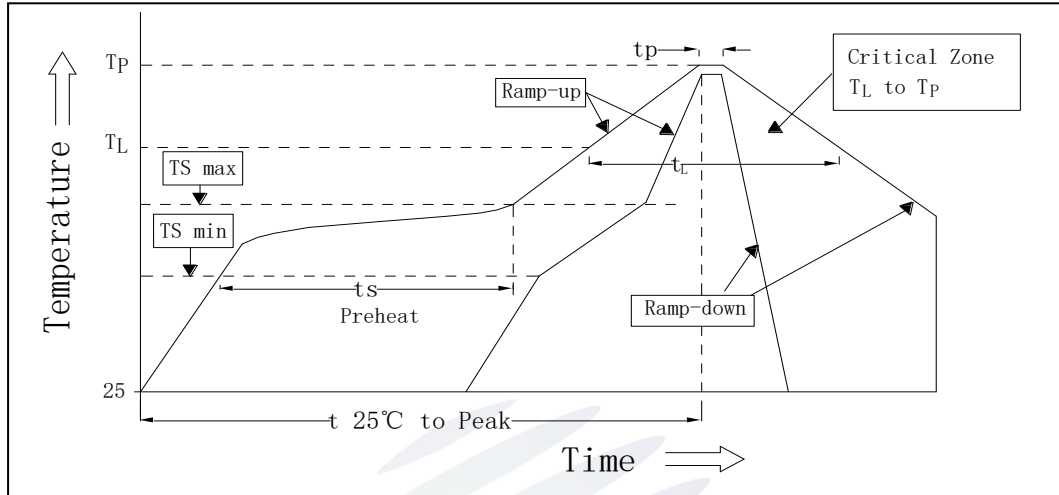 tp
TP
Critical Zone
TL to TP
Ramp-up
TL
TS max
tL
TS min
ts
Preheat
Ramp-down
25
t 25℃ to Peak
Time
Temperature